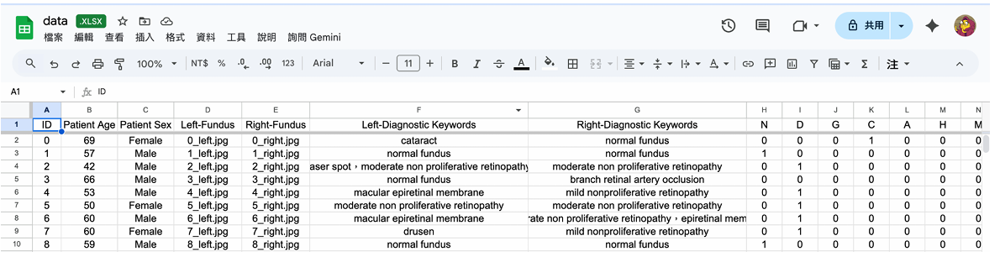 data .XLSX
檔案 編輯 查看 插入 格式 資料 工具 說明 詢問 Gemini
共用
100% NT$ % .0 .00 123 Arial − 11 + B I S A Σ 注
A1 fx ID
A B C D E F G H I J K L M N
1 ID Patient Age Patient Sex Left-Fundus Right-Fundus Left-Diagnostic Keywords Right-Diagnostic Keywords N D G C A H M
2 0 69 Female 0_left.jpg 0_right.jpg cataract normal fundus 0 0 0 1 0 0 0
3 1 57 Male 1_left.jpg 1_right.jpg normal fundus normal fundus 1 0 0 0 0 0 0
4 2 42 Male 2_left.jpg 2_right.jpg aser spot，moderate non proliferative retinopathy moderate non proliferative retinopathy 0 1 0 0 0 0 0
5 3 66 Male 3_left.jpg 3_right.jpg normal fundus branch retinal artery occlusion 0 0 0 0 0 0 0
6 4 53 Male 4_left.jpg 4_right.jpg macular epiretinal membrane mild nonproliferative retinopathy 0 1 0 0 0 0 0
7 5 50 Female 5_left.jpg 5_right.jpg moderate non proliferative retinopathy moderate non proliferative retinopathy 0 1 0 0 0 0 0
8 6 60 Male 6_left.jpg 6_right.jpg macular epiretinal membrane rate non proliferative retinopathy，epiretinal mem 0 1 0 0 0 0 0
9 7 60 Female 7_left.jpg 7_right.jpg drusen mild nonproliferative retinopathy 0 1 0 0 0 0 0
10 8 59 Male 8_left.jpg 8_right.jpg normal fundus normal fundus 1 0 0 0 0 0 0